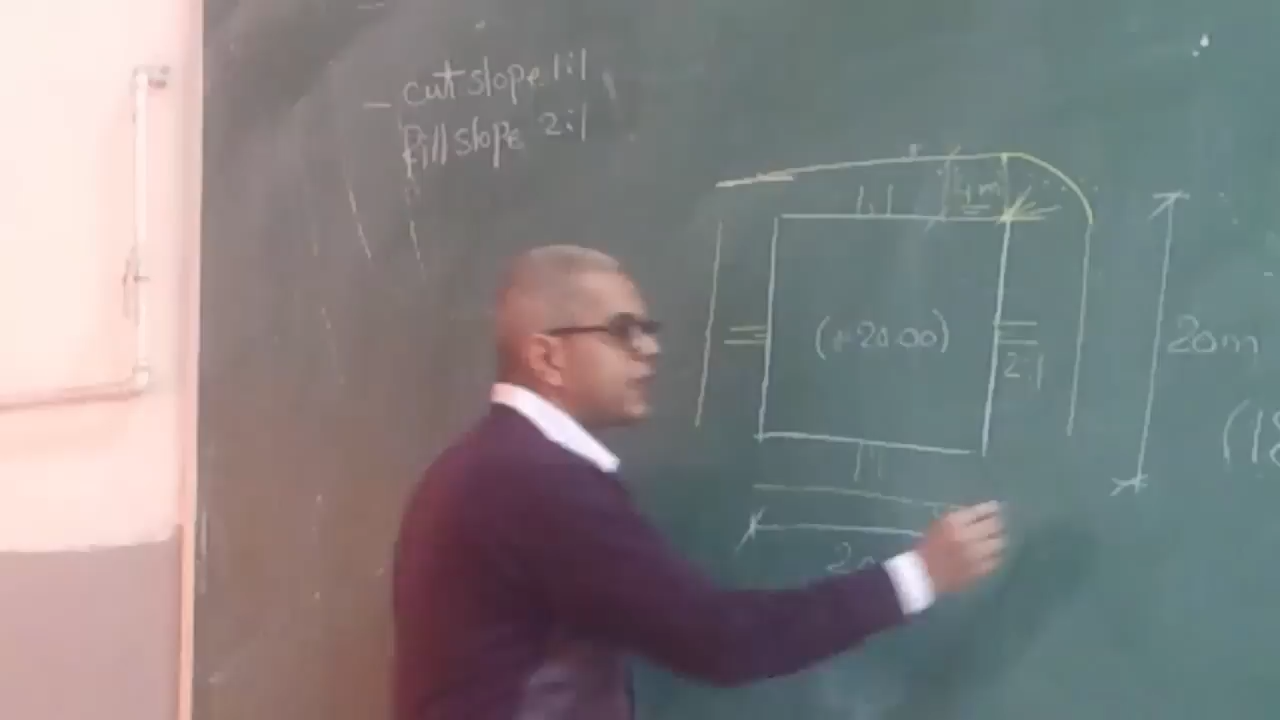 – cut slope 1:1
fill slope 2:1
4m
(+20.00)
2:1
20m